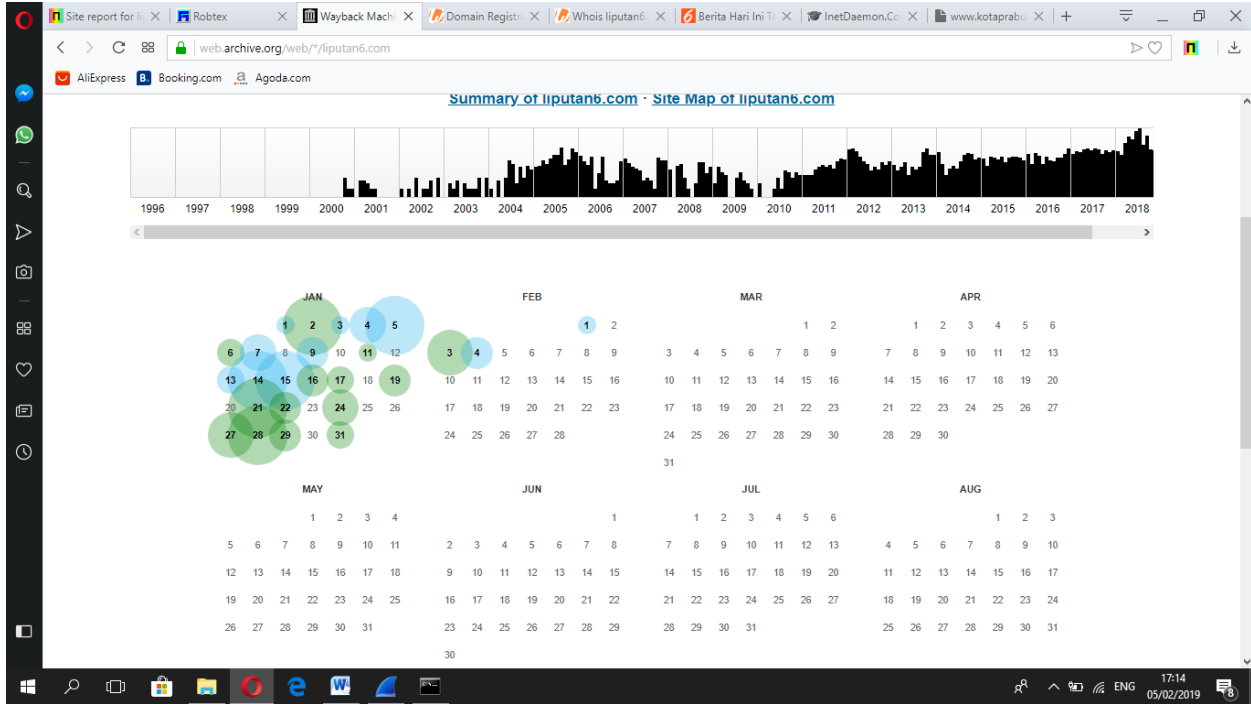 Site report for li
Robtex
Wayback Machi
Domain Registra
Whois liputan6.
Berita Hari Ini Te
InetDaemon.Co
www.kotaprabu
web.archive.org/web/*/liputan6.com
AliExpress Booking.com Agoda.com
Summary of liputan6.com · Site Map of liputan6.com
1996 1997 1998 1999 2000 2001 2002 2003 2004 2005 2006 2007 2008 2009 2010 2011 2012 2013 2014 2015 2016 2017 2018
JAN
1 2 3 4 5
6 7 8 9 10 11 12
13 14 15 16 17 18 19
20 21 22 23 24 25 26
27 28 29 30 31
FEB
1 2
3 4 5 6 7 8 9
10 11 12 13 14 15 16
17 18 19 20 21 22 23
24 25 26 27 28
MAR
1 2
3 4 5 6 7 8 9
10 11 12 13 14 15 16
17 18 19 20 21 22 23
24 25 26 27 28 29 30
31
APR
1 2 3 4 5 6
7 8 9 10 11 12 13
14 15 16 17 18 19 20
21 22 23 24 25 26 27
28 29 30
MAY
1 2 3 4
5 6 7 8 9 10 11
12 13 14 15 16 17 18
19 20 21 22 23 24 25
26 27 28 29 30 31
JUN
1
2 3 4 5 6 7 8
9 10 11 12 13 14 15
16 17 18 19 20 21 22
23 24 25 26 27 28 29
30
JUL
1 2 3 4 5 6
7 8 9 10 11 12 13
14 15 16 17 18 19 20
21 22 23 24 25 26 27
28 29 30 31
AUG
1 2 3
4 5 6 7 8 9 10
11 12 13 14 15 16 17
18 19 20 21 22 23 24
25 26 27 28 29 30 31
ENG
17:14
05/02/2019
8